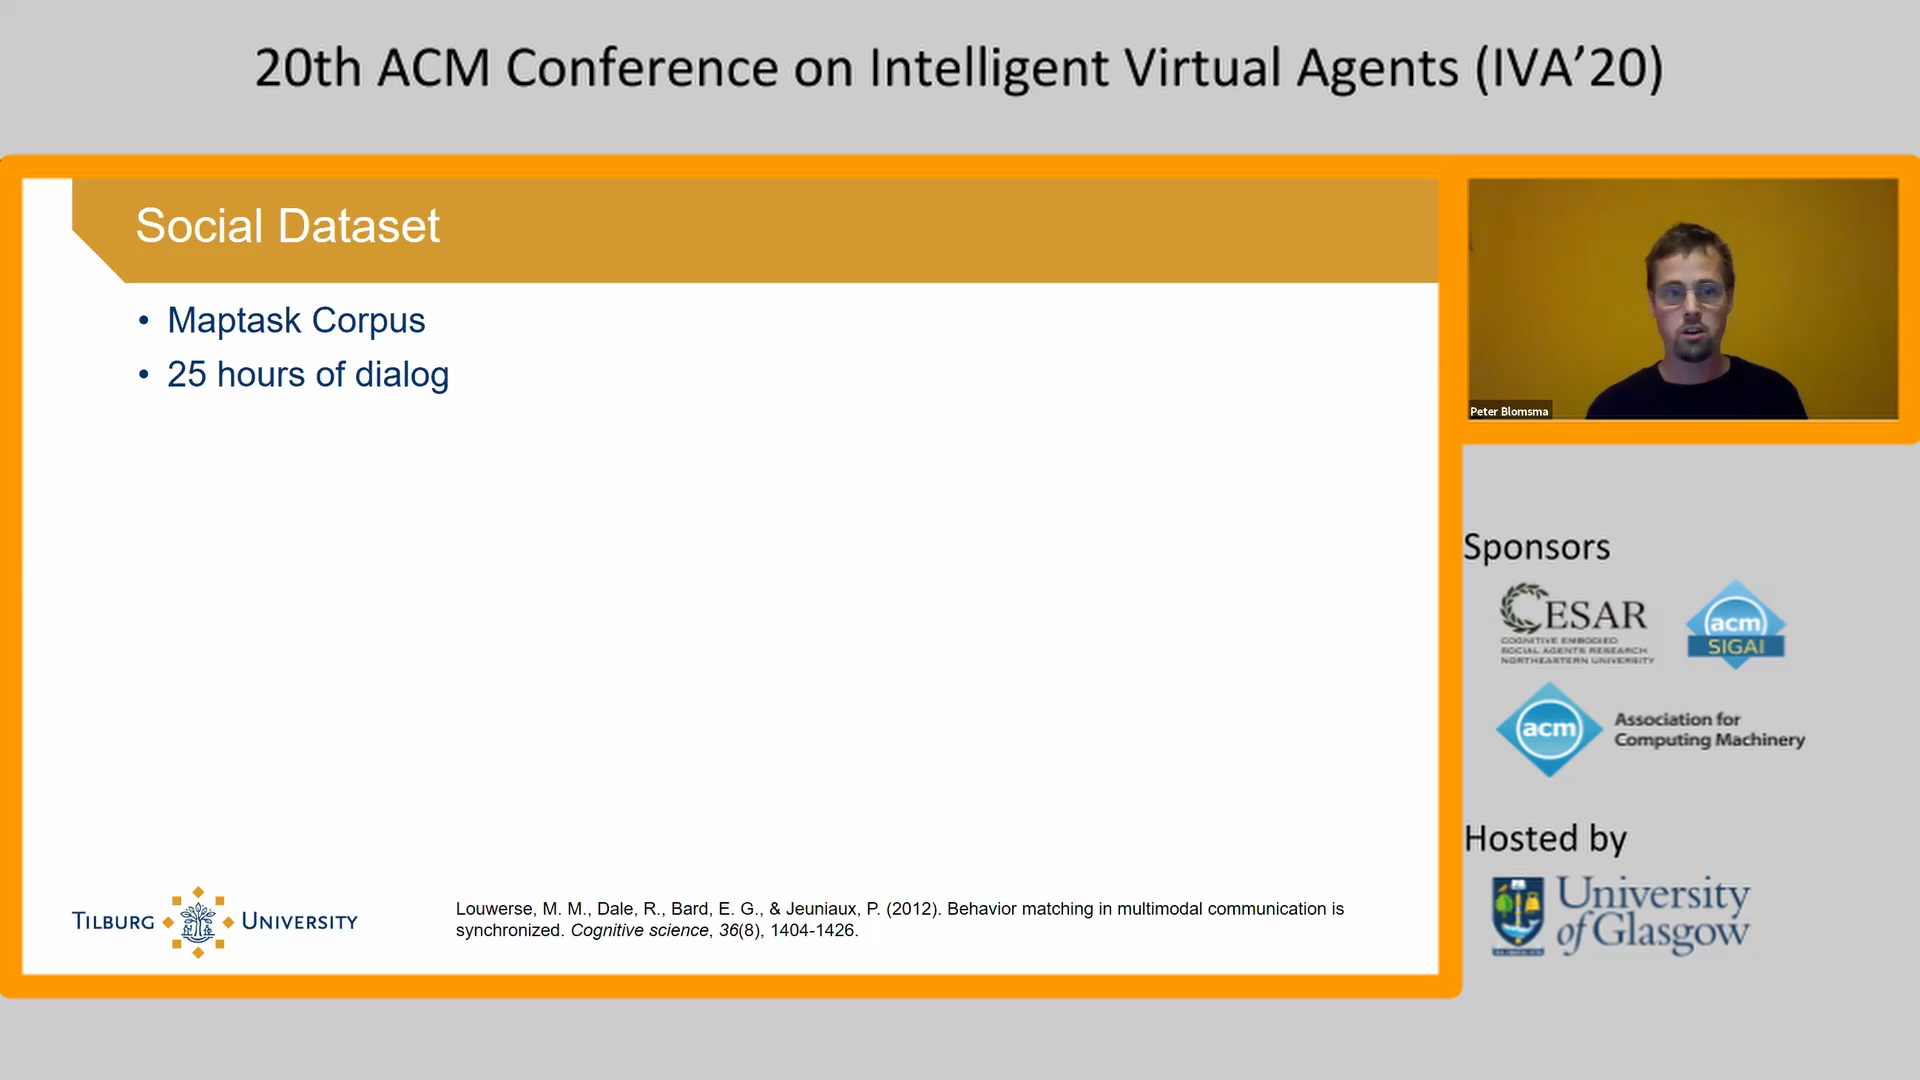 20th ACM Conference on Intelligent Virtual Agents (IVA’20)
Social Dataset
• Maptask Corpus
• 25 hours of dialog
TILBURG UNIVERSITY
Louwerse, M. M., Dale, R., Bard, E. G., & Jeuniaux, P. (2012). Behavior matching in multimodal communication is
synchronized. Cognitive science, 36(8), 1404-1426.
Peter Blomsma
Sponsors
CESAR
COGNITIVE EMBODIED
SOCIAL AGENTS RESEARCH
NORTHEASTERN UNIVERSITY
acm
SIGAI
acm
Association for
Computing Machinery
Hosted by
University
of Glasgow